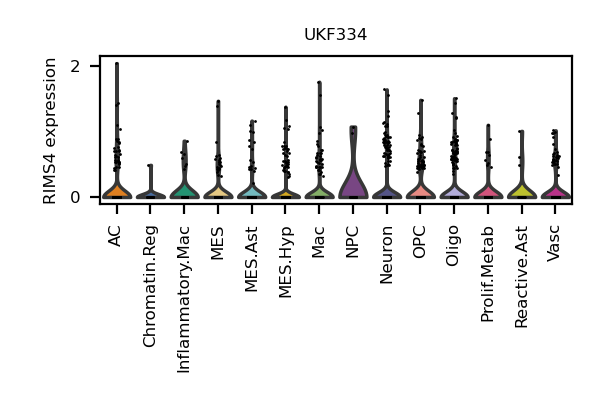 UKF334
RIMS4 expression
2
0
AC
Chromatin.Reg
Inflammatory.Mac
MES
MES.Ast
MES.Hyp
Mac
NPC
Neuron
OPC
Oligo
Prolif.Metab
Reactive.Ast
Vasc